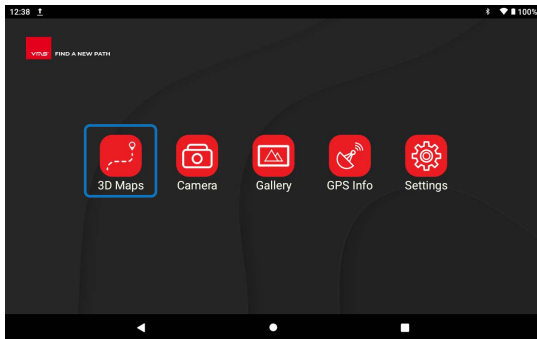 12:38
100%
vms FIND A NEW PATH
3D Maps Camera Gallery GPS Info Settings